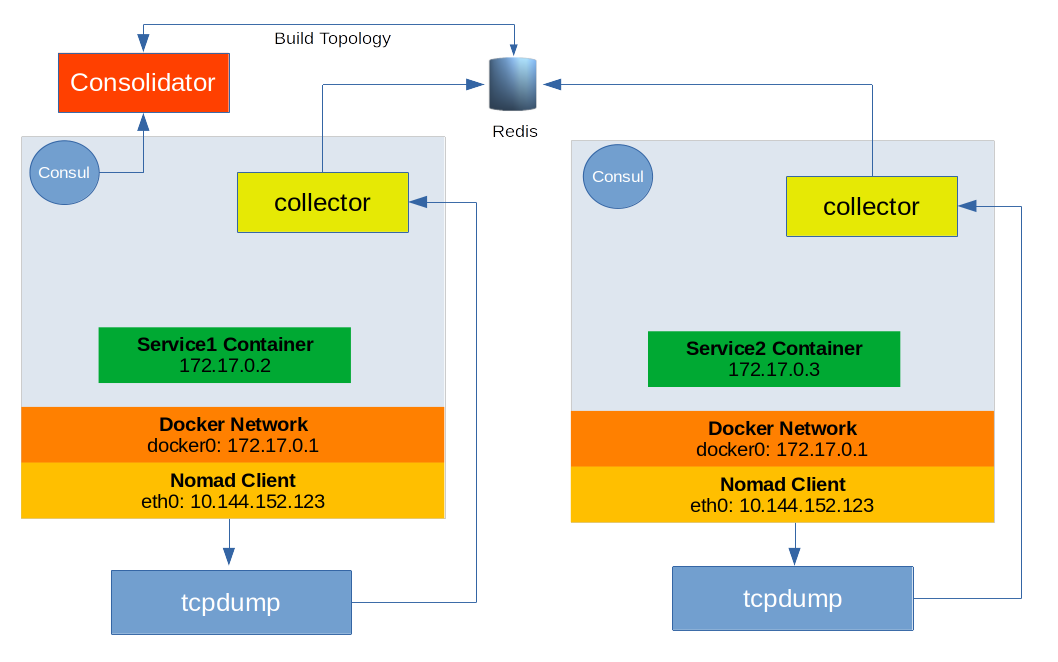 Build Topology
Consolidator
Redis
Consul
collector
Service1 Container
172.17.0.2
Docker Network
docker0: 172.17.0.1
Nomad Client
eth0: 10.144.152.123
tcpdump
Consul
collector
Service2 Container
172.17.0.3
Docker Network
docker0: 172.17.0.1
Nomad Client
eth0: 10.144.152.123
tcpdump